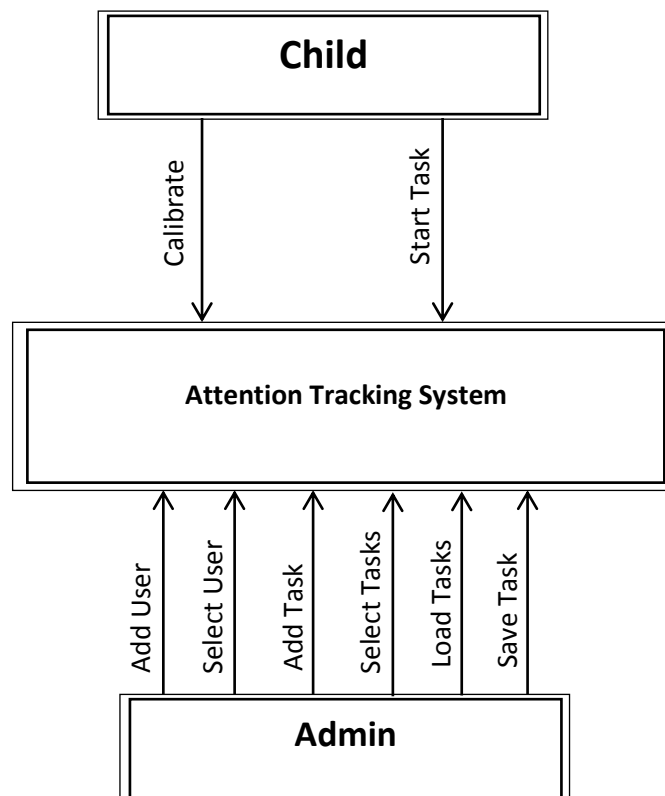 Child
Calibrate
Start Task
Attention Tracking System
Add User
Select User
Add Task
Select Tasks
Load Tasks
Save Task
Admin